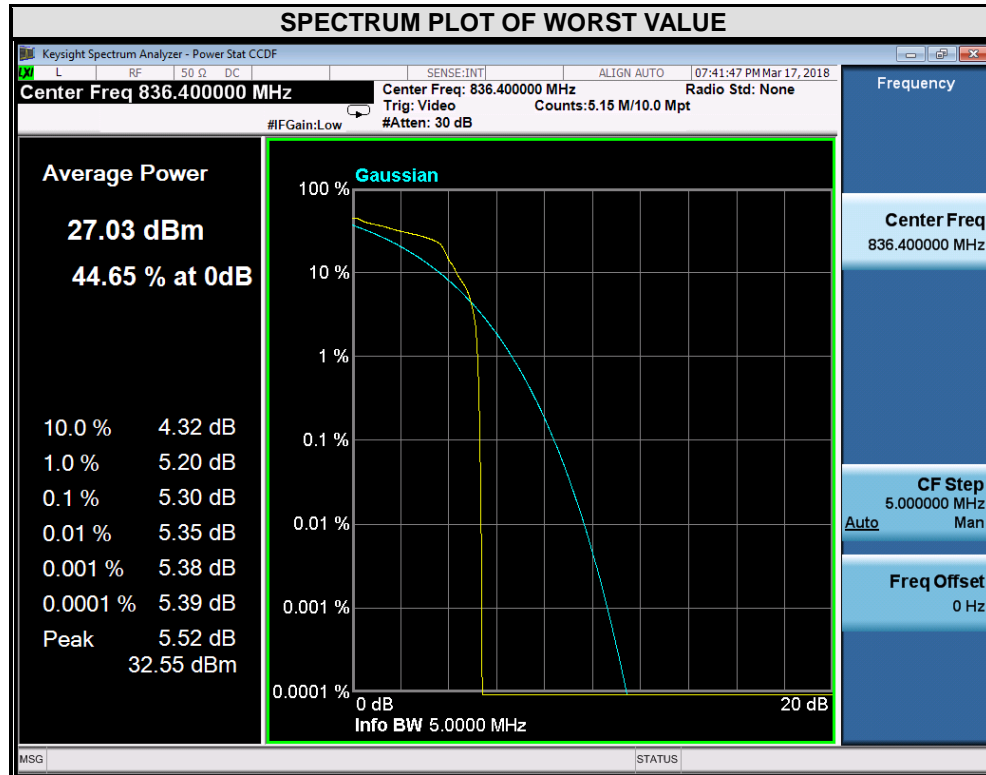 SPECTRUM PLOT OF WORST VALUE
Keysight Spectrum Analyzer - Power Stat CCDF
LXI L RF 50 Ω DC SENSE:INT ALIGN AUTO 07:41:47 PM Mar 17, 2018
Center Freq 836.400000 MHz
Center Freq: 836.400000 MHz Radio Std: None
Trig: Video Counts:5.15 M/10.0 Mpt
#IFGain:Low #Atten: 30 dB
Frequency
Average Power
27.03 dBm
44.65 % at 0dB
10.0 % 4.32 dB
1.0 % 5.20 dB
0.1 % 5.30 dB
0.01 % 5.35 dB
0.001 % 5.38 dB
0.0001 % 5.39 dB
Peak 5.52 dB
32.55 dBm
Gaussian
100 %
10 %
1 %
0.1 %
0.01 %
0.001 %
0.0001 %
0 dB 20 dB
Info BW 5.0000 MHz
Center Freq
836.400000 MHz
CF Step
5.000000 MHz
Auto Man
Freq Offset
0 Hz
MSG STATUS